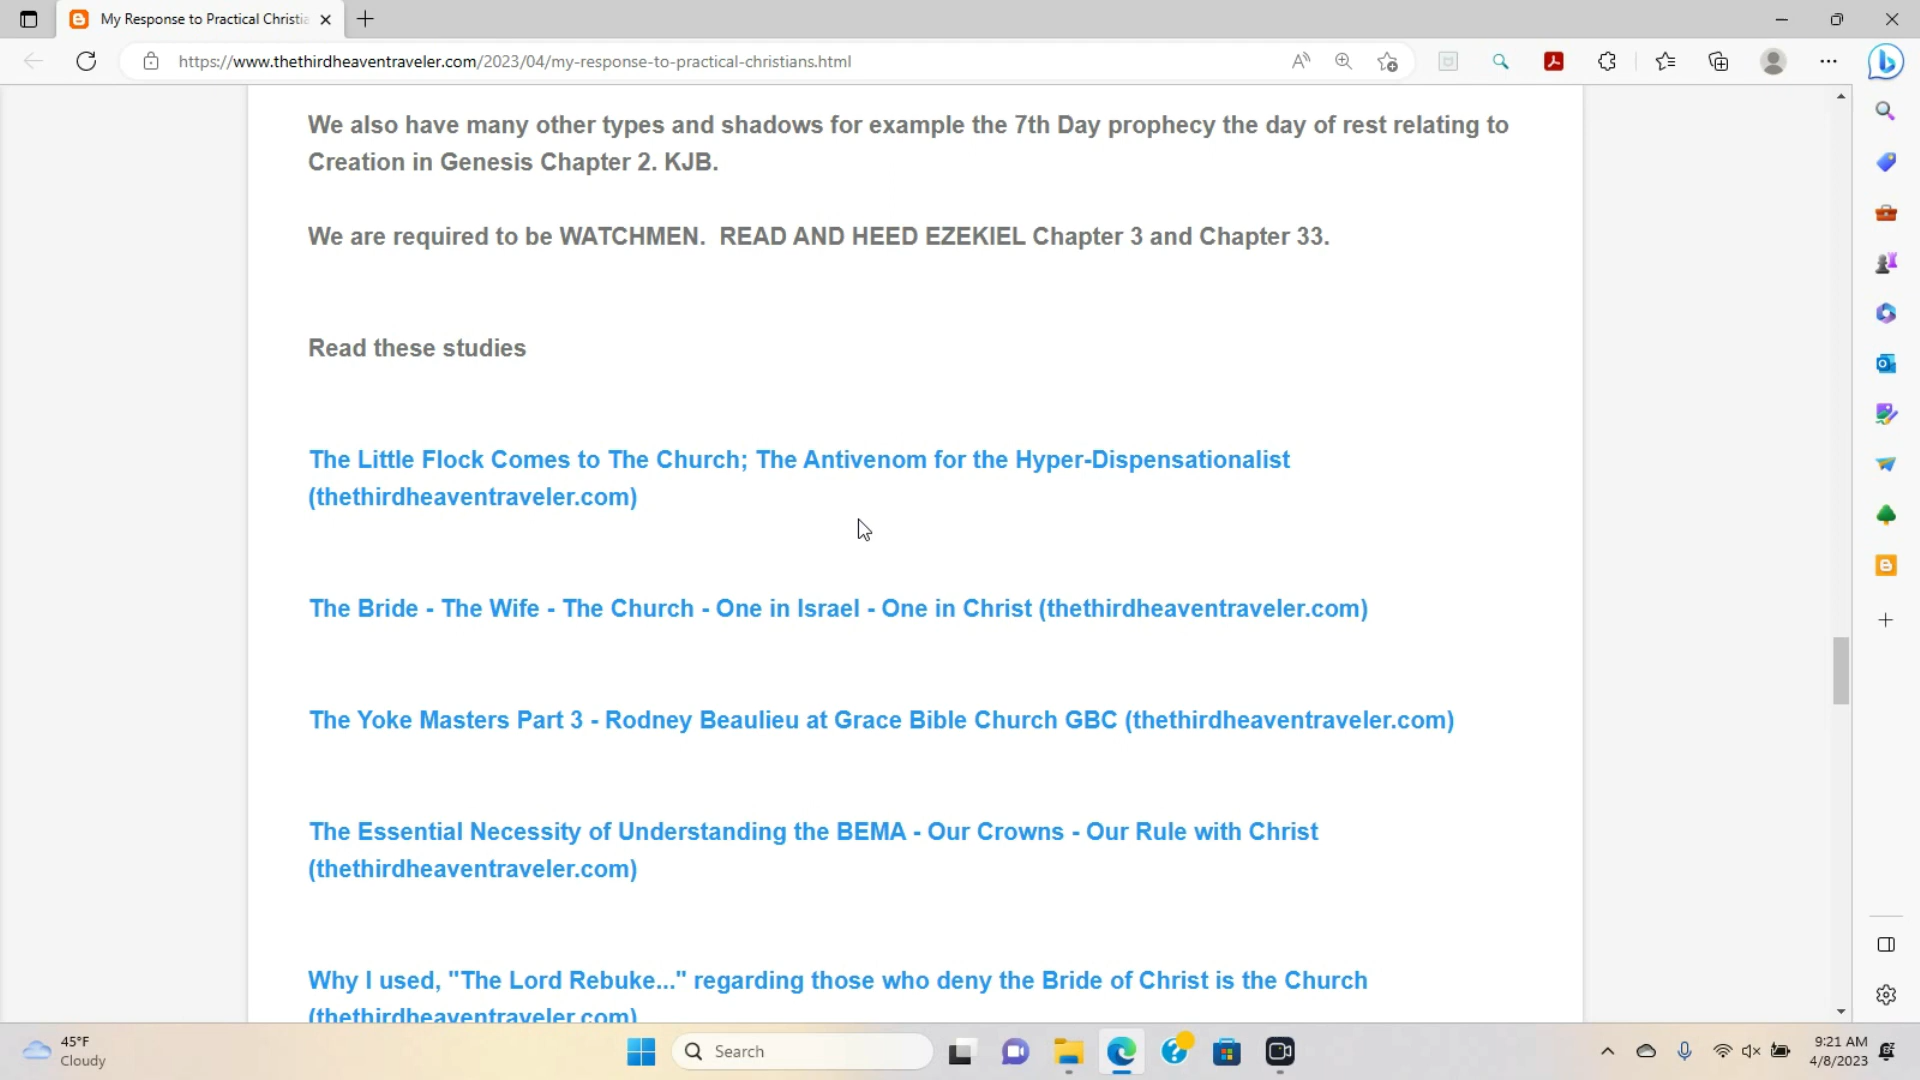 My Response to Practical Christia
https://www.thethirdheaventraveler.com/2023/04/my-response-to-practical-christians.html
We also have many other types and shadows for example the 7th Day prophecy the day of rest relating to
Creation in Genesis Chapter 2. KJB.
We are required to be WATCHMEN.  READ AND HEED EZEKIEL Chapter 3 and Chapter 33.
Read these studies
The Little Flock Comes to The Church; The Antivenom for the Hyper-Dispensationalist
(thethirdheaventraveler.com)
The Bride - The Wife - The Church - One in Israel - One in Christ (thethirdheaventraveler.com)
The Yoke Masters Part 3 - Rodney Beaulieu at Grace Bible Church GBC (thethirdheaventraveler.com)
The Essential Necessity of Understanding the BEMA - Our Crowns - Our Rule with Christ
(thethirdheaventraveler.com)
Why I used, "The Lord Rebuke..." regarding those who deny the Bride of Christ is the Church
(thethirdheaventraveler.com)
45°F
Cloudy
Search
9:21 AM
4/8/2023